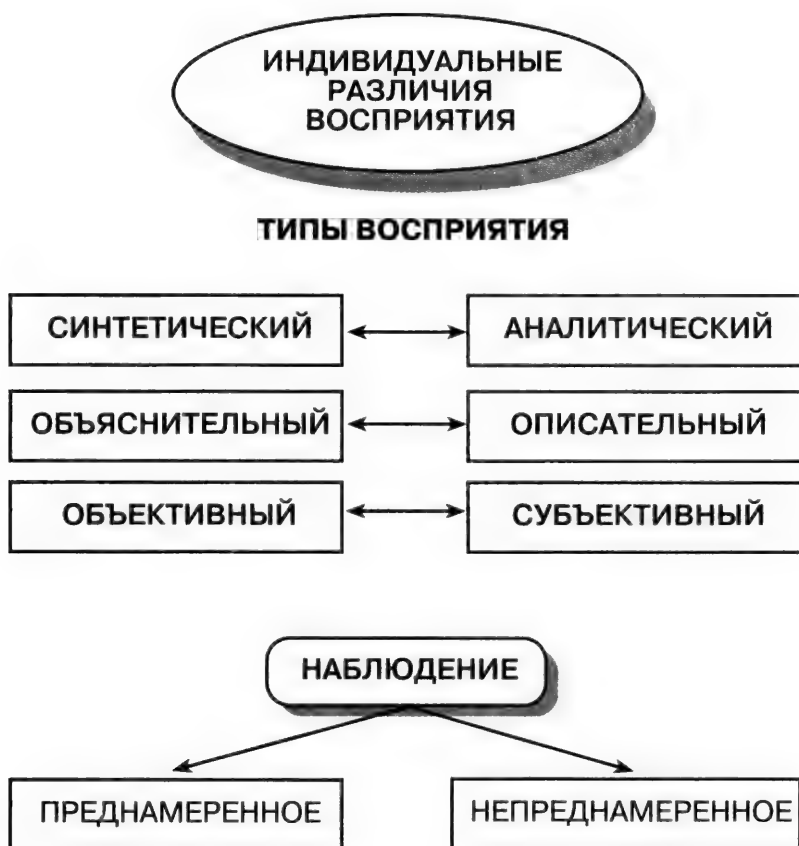 ИНДИВИДУАЛЬНЫЕ
РАЗЛИЧИЯ
ВОСПРИЯТИЯ
ТИПЫ ВОСПРИЯТИЯ
СИНТЕТИЧЕСКИЙ
АНАЛИТИЧЕСКИЙ
ОБЪЯСНИТЕЛЬНЫЙ
ОПИСАТЕЛЬНЫЙ
ОБЪЕКТИВНЫЙ
СУБЪЕКТИВНЫЙ
НАБЛЮДЕНИЕ
ПРЕДНАМЕРЕННОЕ
НЕПРЕДНАМЕРЕННОЕ